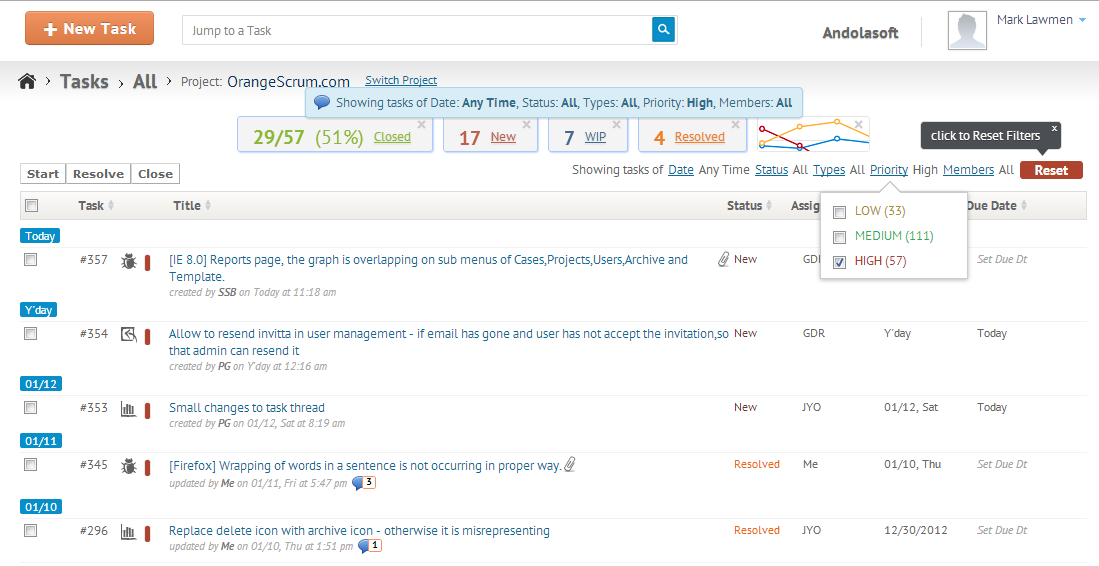 New Task
Jump to a Task
Andolasoft
Mark Lawmen
Tasks › All › Project: OrangeScrum.com Switch Project
Showing tasks of Date: Any Time, Status: All, Types: All, Priority: High, Members: All
29/57 (51%) Closed x
17 New x
7 WIP x
4 Resolved x
x
click to Reset Filters x
Start Resolve Close
Showing tasks of Date Any Time Status All Types All Priority High Members All Reset
Task Title Status Assig Due Date
LOW (33)
MEDIUM (111)
HIGH (57)
Today
#357 [IE 8.0] Reports page, the graph is overlapping on sub menus of Cases,Projects,Users,Archive and New Set Due Dt
Template.
created by SSB on Today at 11:18 am
Y'day
#354 Allow to resend invitta in user management - if email has gone and user has not accept the invitation,so New GDR Y'day Today
that admin can resend it
created by PG on Y'day at 12:16 am
01/12
#353 Small changes to task thread New JYO 01/12, Sat Today
created by PG on 01/12, Sat at 8:19 am
01/11
#345 [Firefox] Wrapping of words in a sentence is not occurring in proper way. Resolved Me 01/10, Thu Set Due Dt
updated by Me on 01/11, Fri at 5:47 pm 3
01/10
#296 Replace delete icon with archive icon - otherwise it is misrepresenting Resolved JYO 12/30/2012 Set Due Dt
updated by Me on 01/10, Thu at 1:51 pm 1